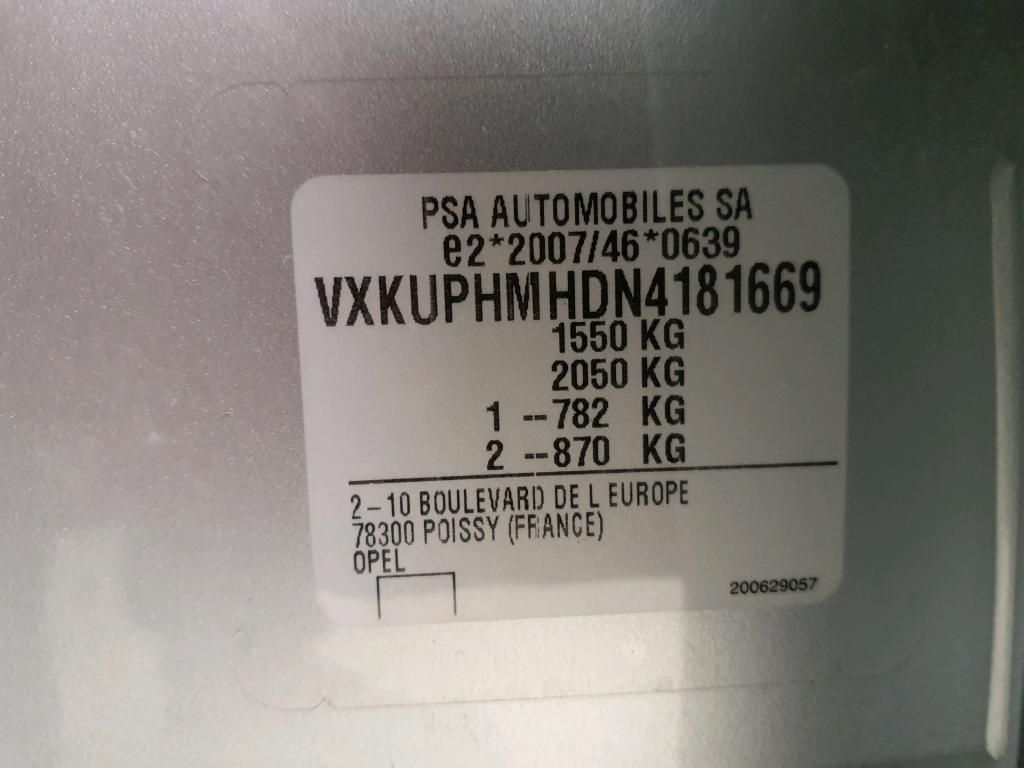 PSA AUTOMOBILES SA
e2*2007/46*0639
VXKUPHMHDN4181669
1550 KG
2050 KG
1 --782 KG
2 --870 KG
2-10 BOULEVARD DE L EUROPE
78300 POISSY (FRANCE)
OPEL
200629057